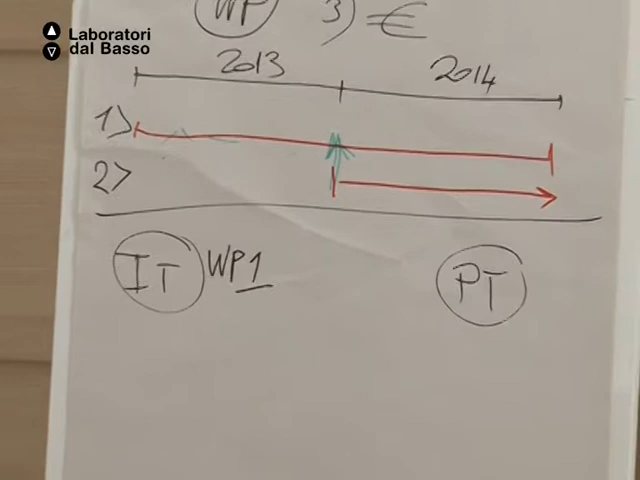 Laboratori
dal Basso
WP 3) = €
2013 2014
1>
2>
IT WP1 PT